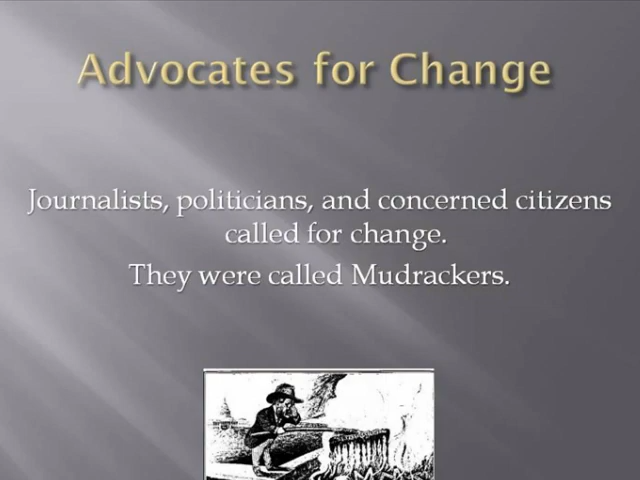 Advocates for Change
Journalists, politicians, and concerned citizens
called for change.
They were called Mudrackers.